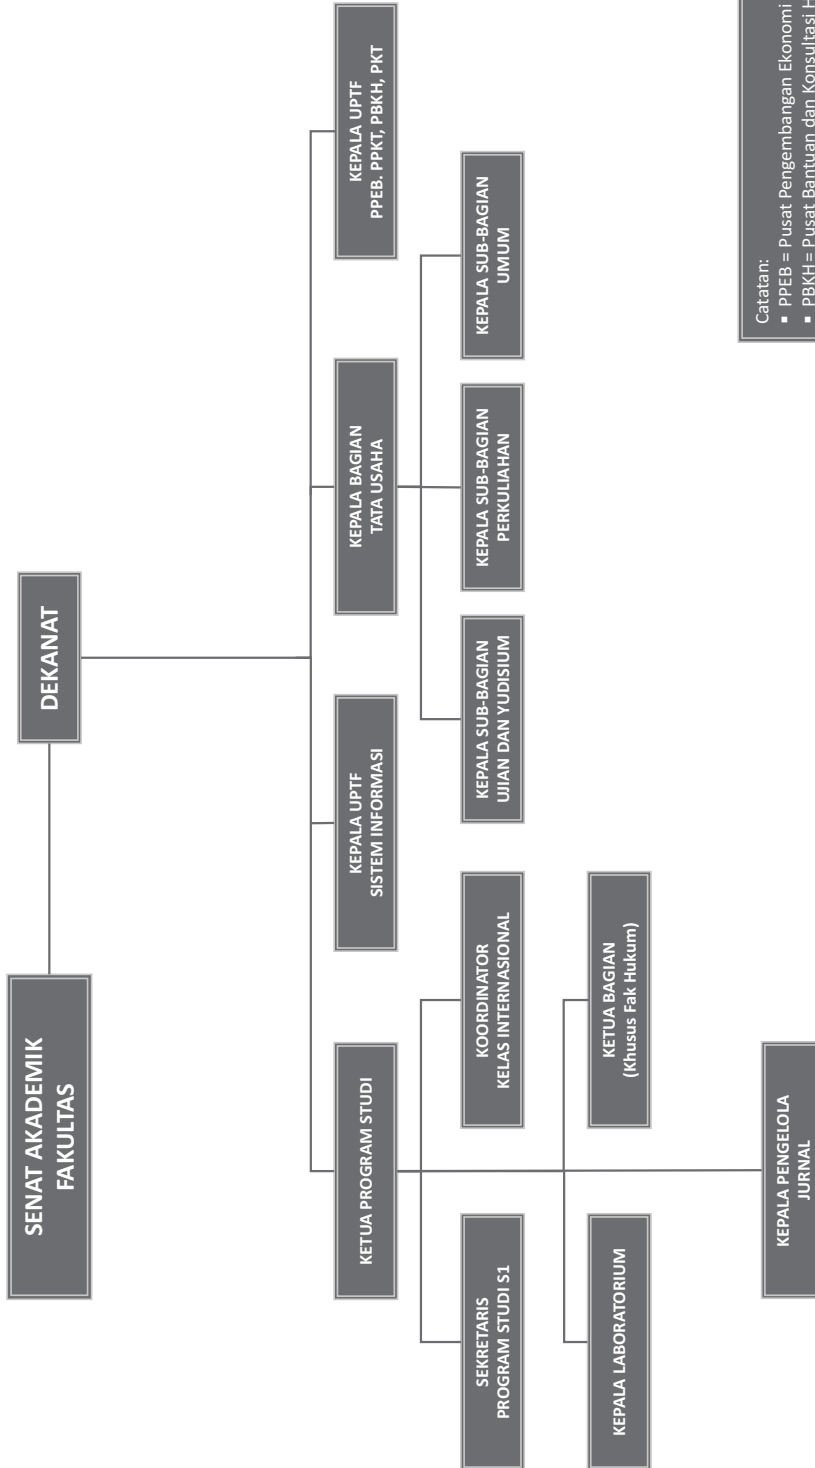 SENAT AKADEMIK
FAKULTAS
DEKANAT
KETUA PROGRAM STUDI
KEPALA UPTF
SISTEM INFORMASI
KEPALA BAGIAN
TATA USAHA
KEPALA UPTF
PPEB. PPKT, PBKH, PKT
SEKRETARIS
PROGRAM STUDI S1
KOORDINATOR
KELAS INTERNASIONAL
KEPALA SUB-BAGIAN
UJIAN DAN YUDISIUM
KEPALA SUB-BAGIAN
PERKULIAHAN
KEPALA SUB-BAGIAN
UMUM
KEPALA LABORATORIUM
KETUA BAGIAN
(Khusus Fak Hukum)
KEPALA PENGELOLA
JURNAL
Catatan:
▪ PPEB = Pusat Pengembangan Ekonomi
▪ PBKH = Pusat Bantuan dan Konsultasi